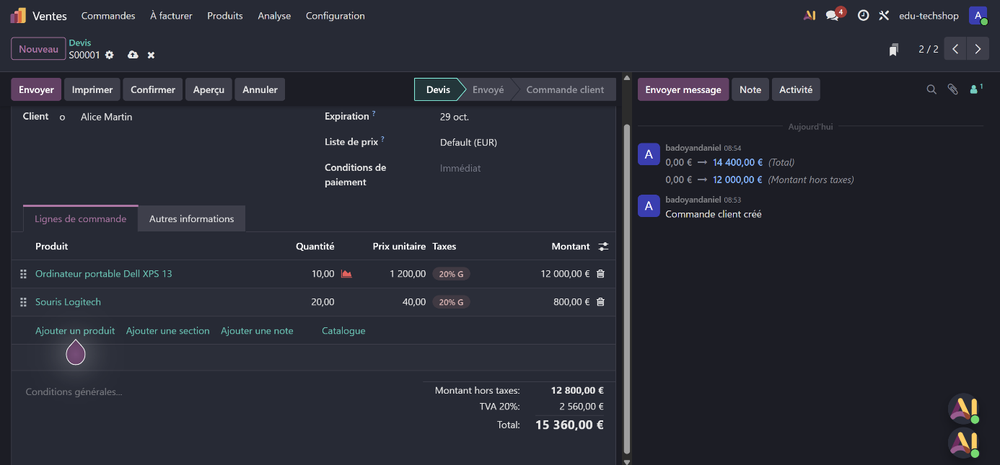 Ventes Commandes À facturer Produits Analyse Configuration 4 edu-techshop A
Nouveau Devis
S00001 2 / 2
Envoyer Imprimer Confirmer Aperçu Annuler Devis Envoyé Commande client
Client o Alice Martin
Expiration ? 29 oct.
Liste de prix ? Default (EUR)
Conditions de paiement Immédiat
Lignes de commande Autres informations
Produit Quantité Prix unitaire Taxes Montant
Ordinateur portable Dell XPS 13 10,00 1 200,00 20% G 12 000,00 €
Souris Logitech 20,00 40,00 20% G 800,00 €
Ajouter un produit Ajouter une section Ajouter une note Catalogue
Conditions générales...
Montant hors taxes: 12 800,00 €
TVA 20%: 2 560,00 €
Total: 15 360,00 €
Envoyer message Note Activité 1
Aujourd'hui
A badoyandaniel 08:54
0,00 € → 14 400,00 € (Total)
0,00 € → 12 000,00 € (Montant hors taxes)
A badoyandaniel 08:53
Commande client créé
AI
AI